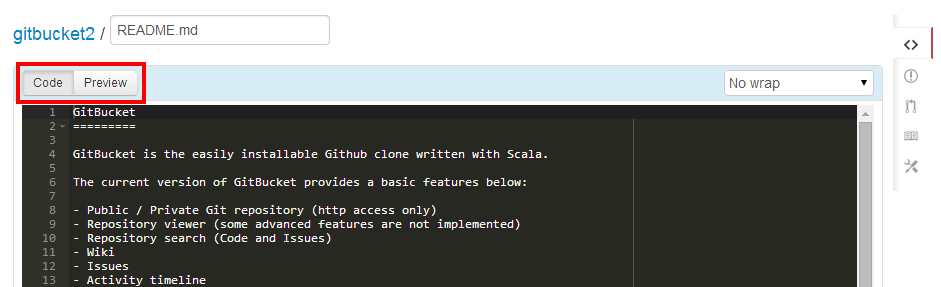 gitbucket2 / README.md
Code Preview No wrap
1 GitBucket
2 =========
3
4 GitBucket is the easily installable Github clone written with Scala.
5
6 The current version of GitBucket provides a basic features below:
7
8 - Public / Private Git repository (http access only)
9 - Repository viewer (some advanced features are not implemented)
10 - Repository search (Code and Issues)
11 - Wiki
12 - Issues
13 - Activity timeline